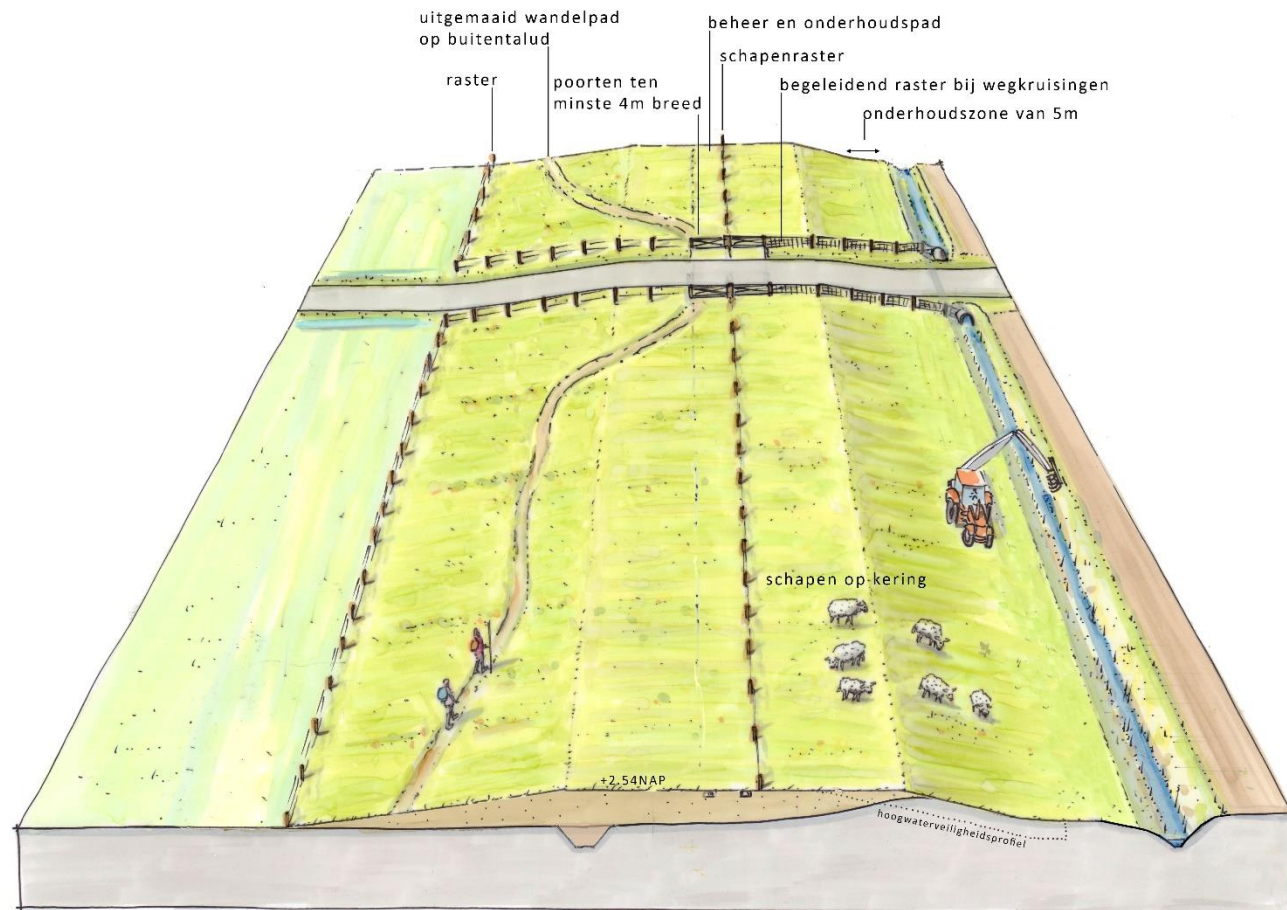 uitgemaaid wandelpad
op buitentalud
beheer en onderhoudspad
schapenraster
raster
poorten ten
minste 4m breed
begeleidend raster bij wegkruisingen
onderhoudszone van 5m
schapen op kering
+2.54NAP
hoogwaterveiligheidsprofiel